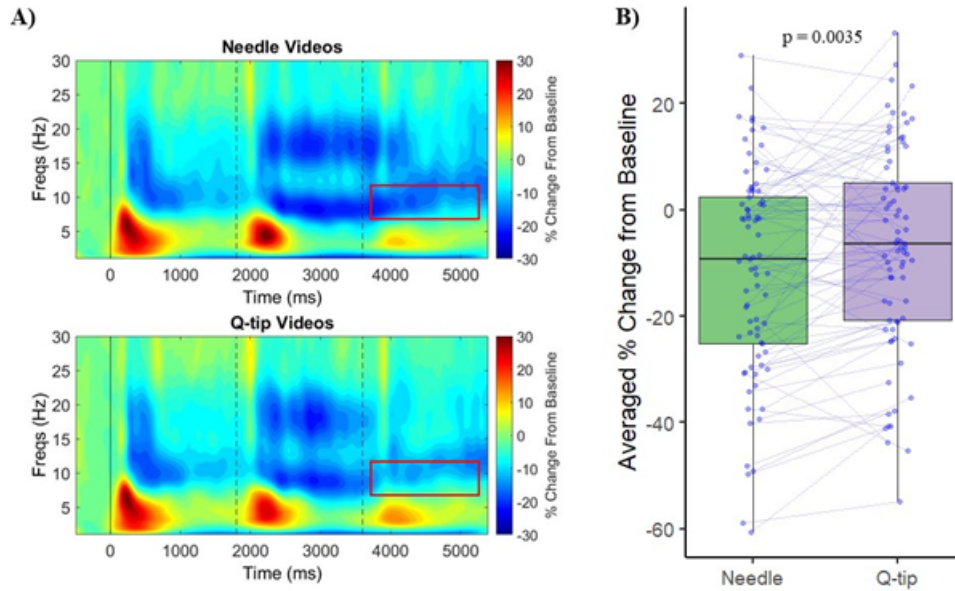 A)
Needle Videos
30
25
20
15
10
5
Freqs (Hz)
0 1000 2000 3000 4000 5000
Time (ms)
30
20
10
0
-10
-20
-30
% Change From Baseline
Q-tip Videos
30
25
20
15
10
5
Freqs (Hz)
0 1000 2000 3000 4000 5000
Time (ms)
30
20
10
0
-10
-20
-30
% Change From Baseline
B)
p = 0.0035
20
0
-20
-40
-60
Averaged % Change from Baseline
Needle Q-tip